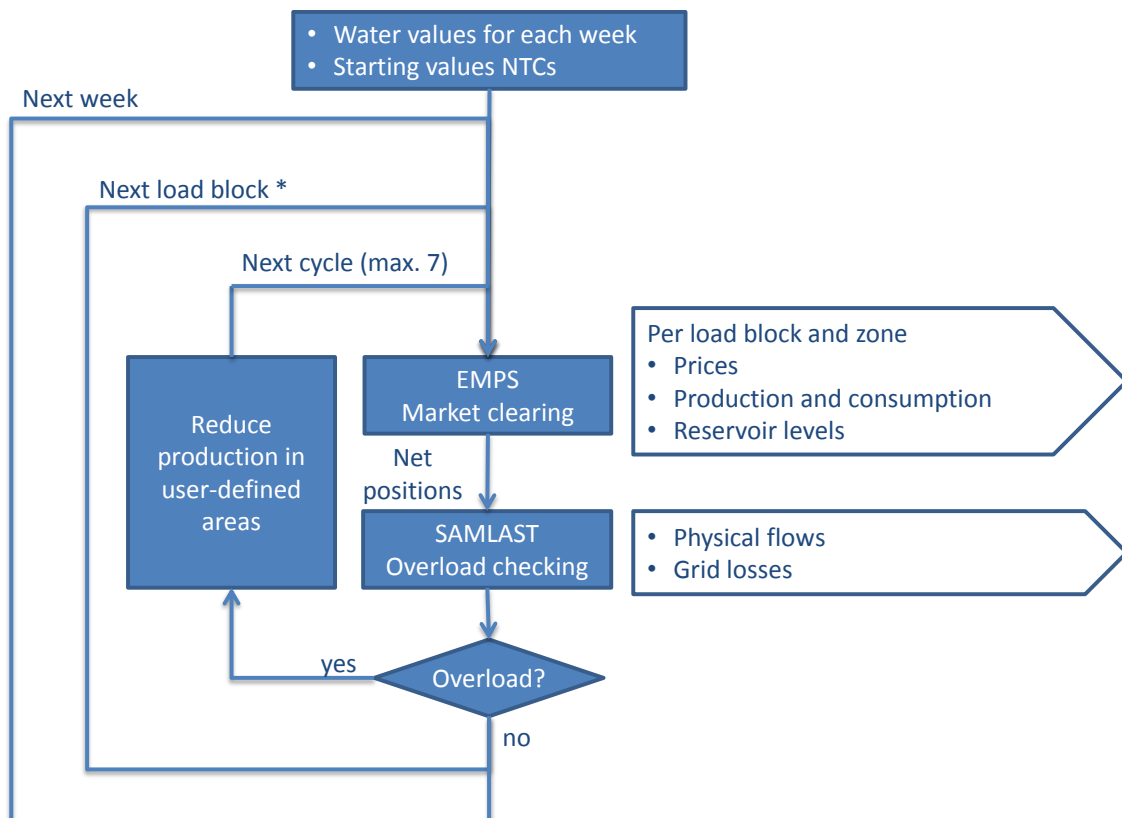 • Water values for each week
• Starting values NTCs
Next week
Next load block *
Next cycle (max. 7)
Reduce
production in
user-defined
areas
EMPS
Market clearing
Per load block and zone
• Prices
• Production and consumption
• Reservoir levels
Net
positions
SAMLAST
Overload checking
• Physical flows
• Grid losses
yes
Overload?
no